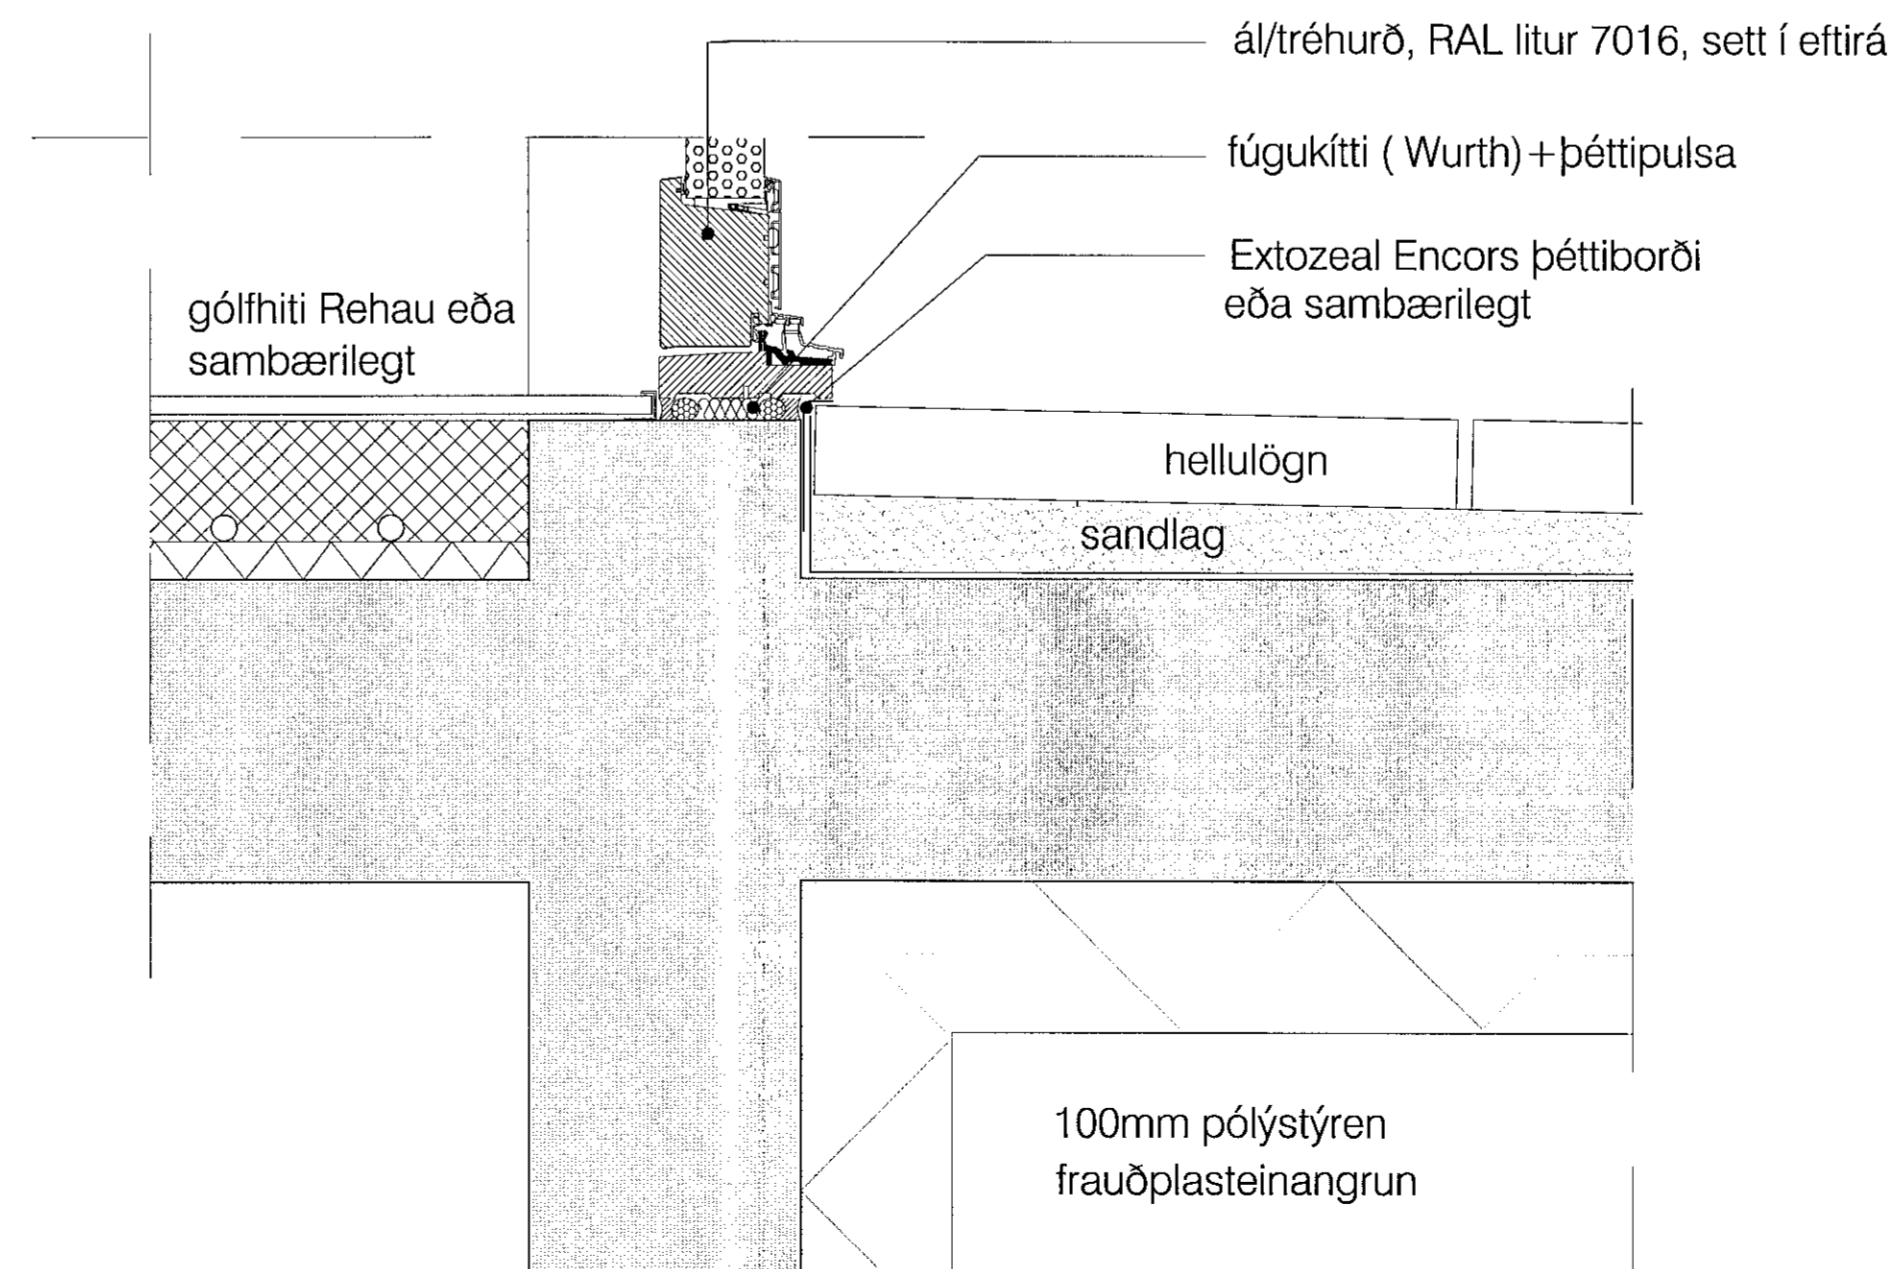 ál/tréhurð, RAL litur 7016, sett í eftirá
fúgukítti ( Wurth)+þéttipulsa
Extozeal Encors þéttiborði
eða sambærilegt
gólfhiti Rehau eða
sambærilegt
hellulögn
sandlag
100mm pólýstýren
frauðplasteinangrun